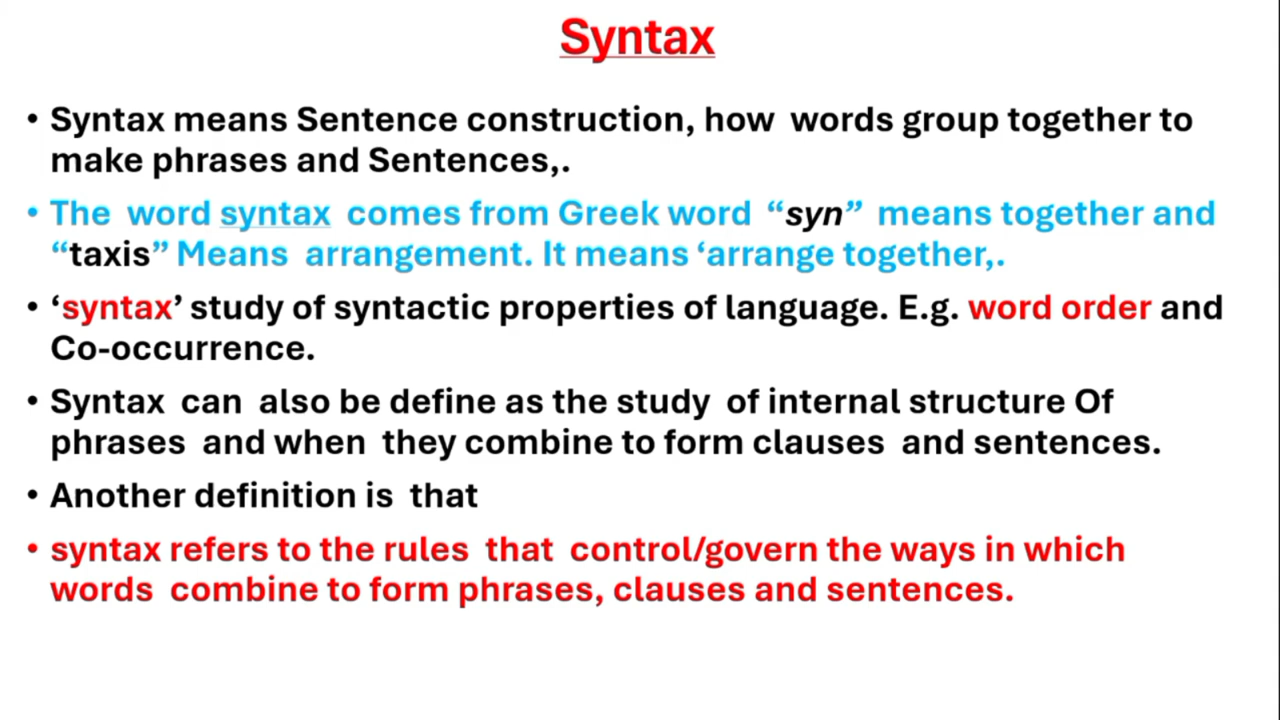 Syntax
• Syntax means Sentence construction, how words group together to
make phrases and Sentences,.
• The word syntax comes from Greek word “syn” means together and
“taxis” Means arrangement. It means ‘arrange together,.
• ‘syntax’ study of syntactic properties of language. E.g. word order and
Co-occurrence.
• Syntax can also be define as the study of internal structure Of
phrases and when they combine to form clauses and sentences.
• Another definition is that
• syntax refers to the rules that control/govern the ways in which
words combine to form phrases, clauses and sentences.